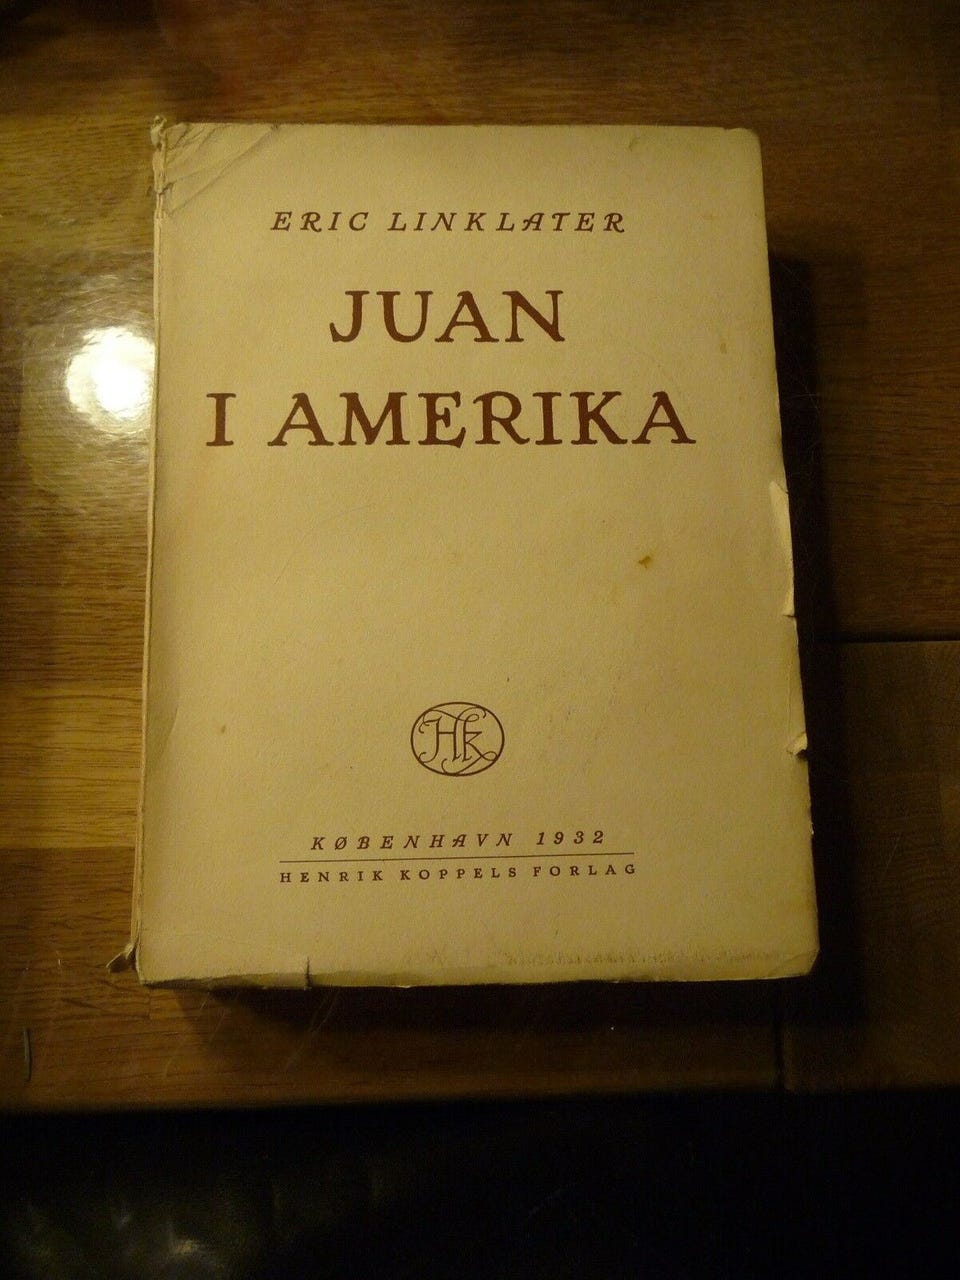 ERIC LINKLATER
JUAN
I AMERIKA
HK
KØBENHAVN 1932
HENRIK KOPPELS FORLAG